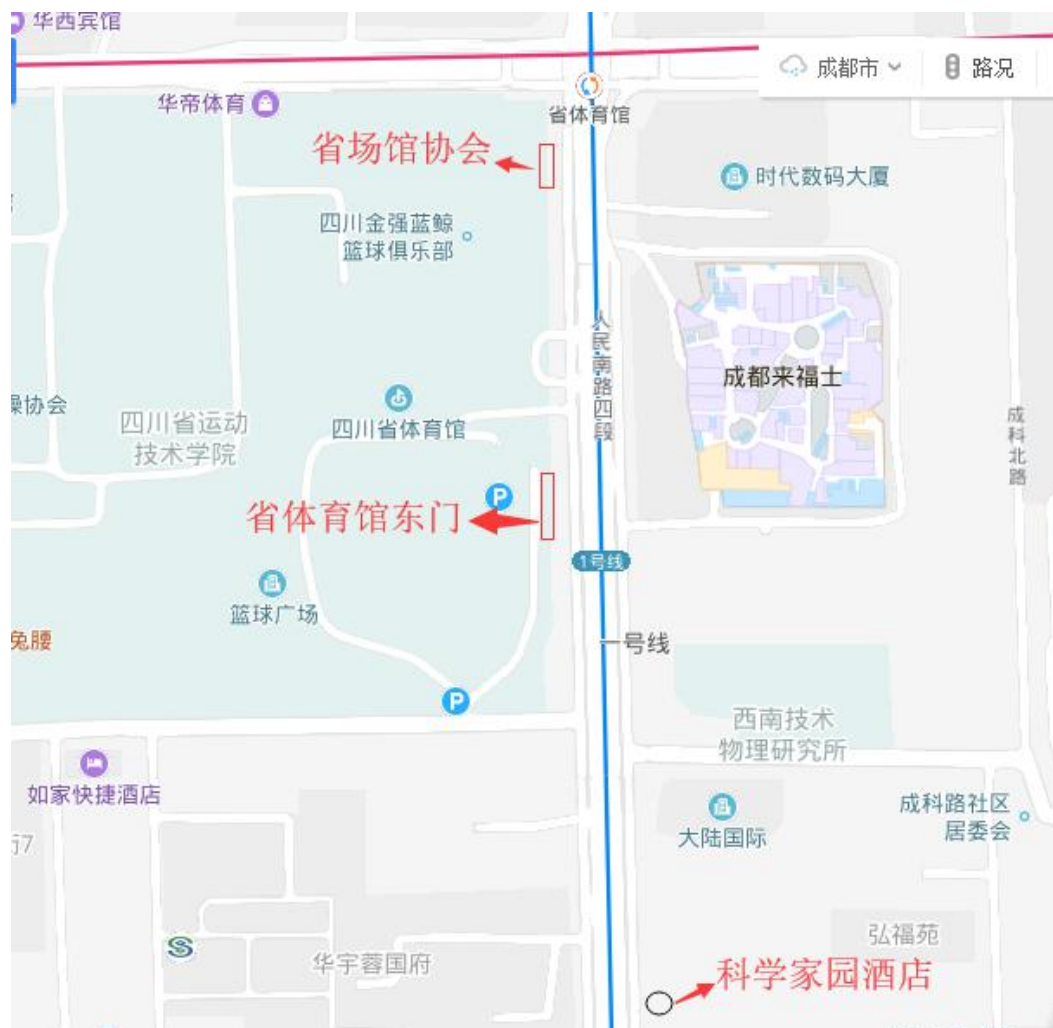 华西宾馆
成都市
路况
华帝体育
省体育馆
省场馆协会
时代数码大厦
四川金强蓝鲸
篮球俱乐部
人民南路四段
成都来福士
操协会
四川省运动
技术学院
四川省体育馆
成科北路
P
省体育馆东门
1号线
篮球广场
兔腰
一号线
P
西南技术
物理研究所
如家快捷酒店
成科路社区
居委会
大陆国际
街7
弘福苑
华宇蓉国府
科学家园酒店